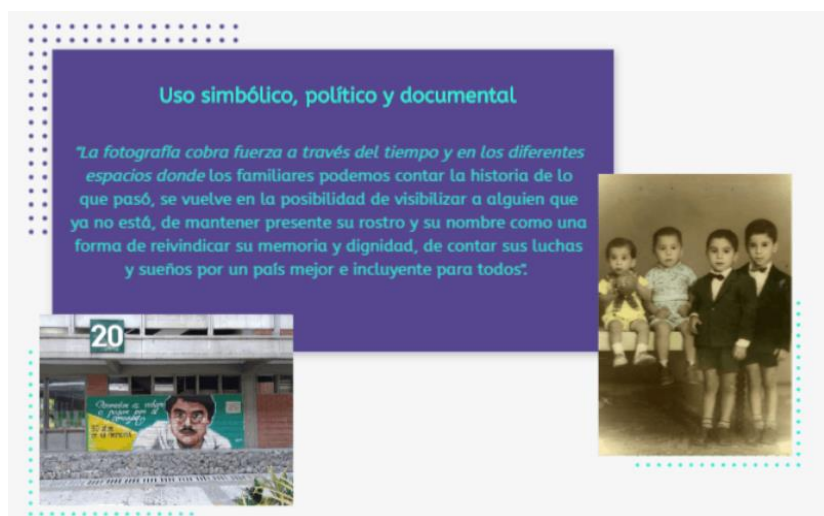 Uso simbólico, político y documental
"La fotografía cobra fuerza a través del tiempo y en los diferentes
espacios donde los familiares podemos contar la historia de lo
que pasó, se vuelve en la posibilidad de visibilizar a alguien que
ya no está, de mantener presente su rostro y su nombre como una
forma de reivindicar su memoria y dignidad, de contar sus luchas
y sueños por un país mejor e incluyente para todos".
20